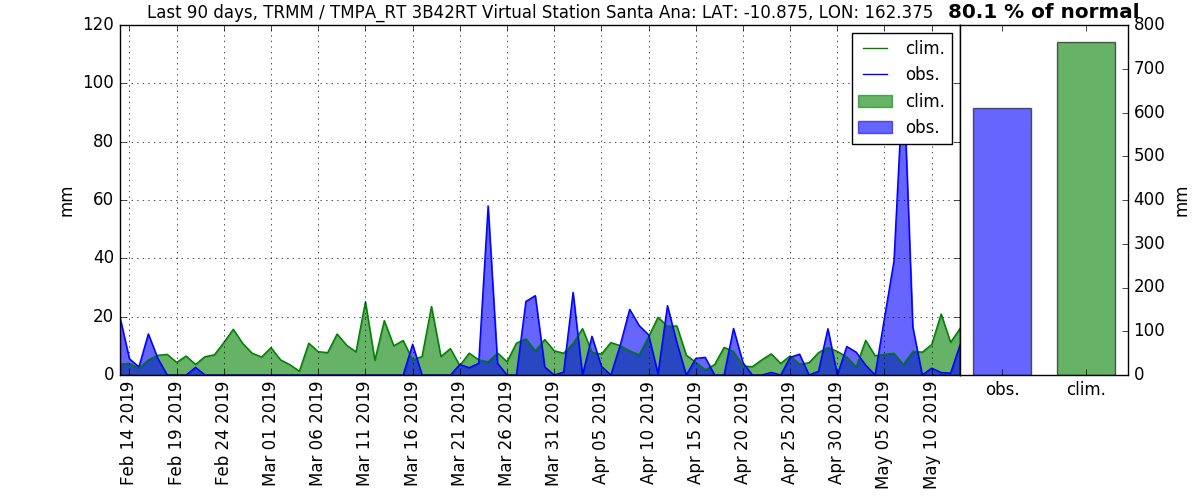 Last 90 days, TRMM / TMPA_RT 3B42RT Virtual Station Santa Ana: LAT: -10.875, LON: 162.375 80.1 % of normal
120
100
80
60
40
20
0
mm
clim.
obs.
clim.
obs.
800
700
600
500
400
300
200
100
0
mm
Feb 14 2019
Feb 19 2019
Feb 24 2019
Mar 01 2019
Mar 06 2019
Mar 11 2019
Mar 16 2019
Mar 21 2019
Mar 26 2019
Mar 31 2019
Apr 05 2019
Apr 10 2019
Apr 15 2019
Apr 20 2019
Apr 25 2019
Apr 30 2019
May 05 2019
May 10 2019
obs.
clim.